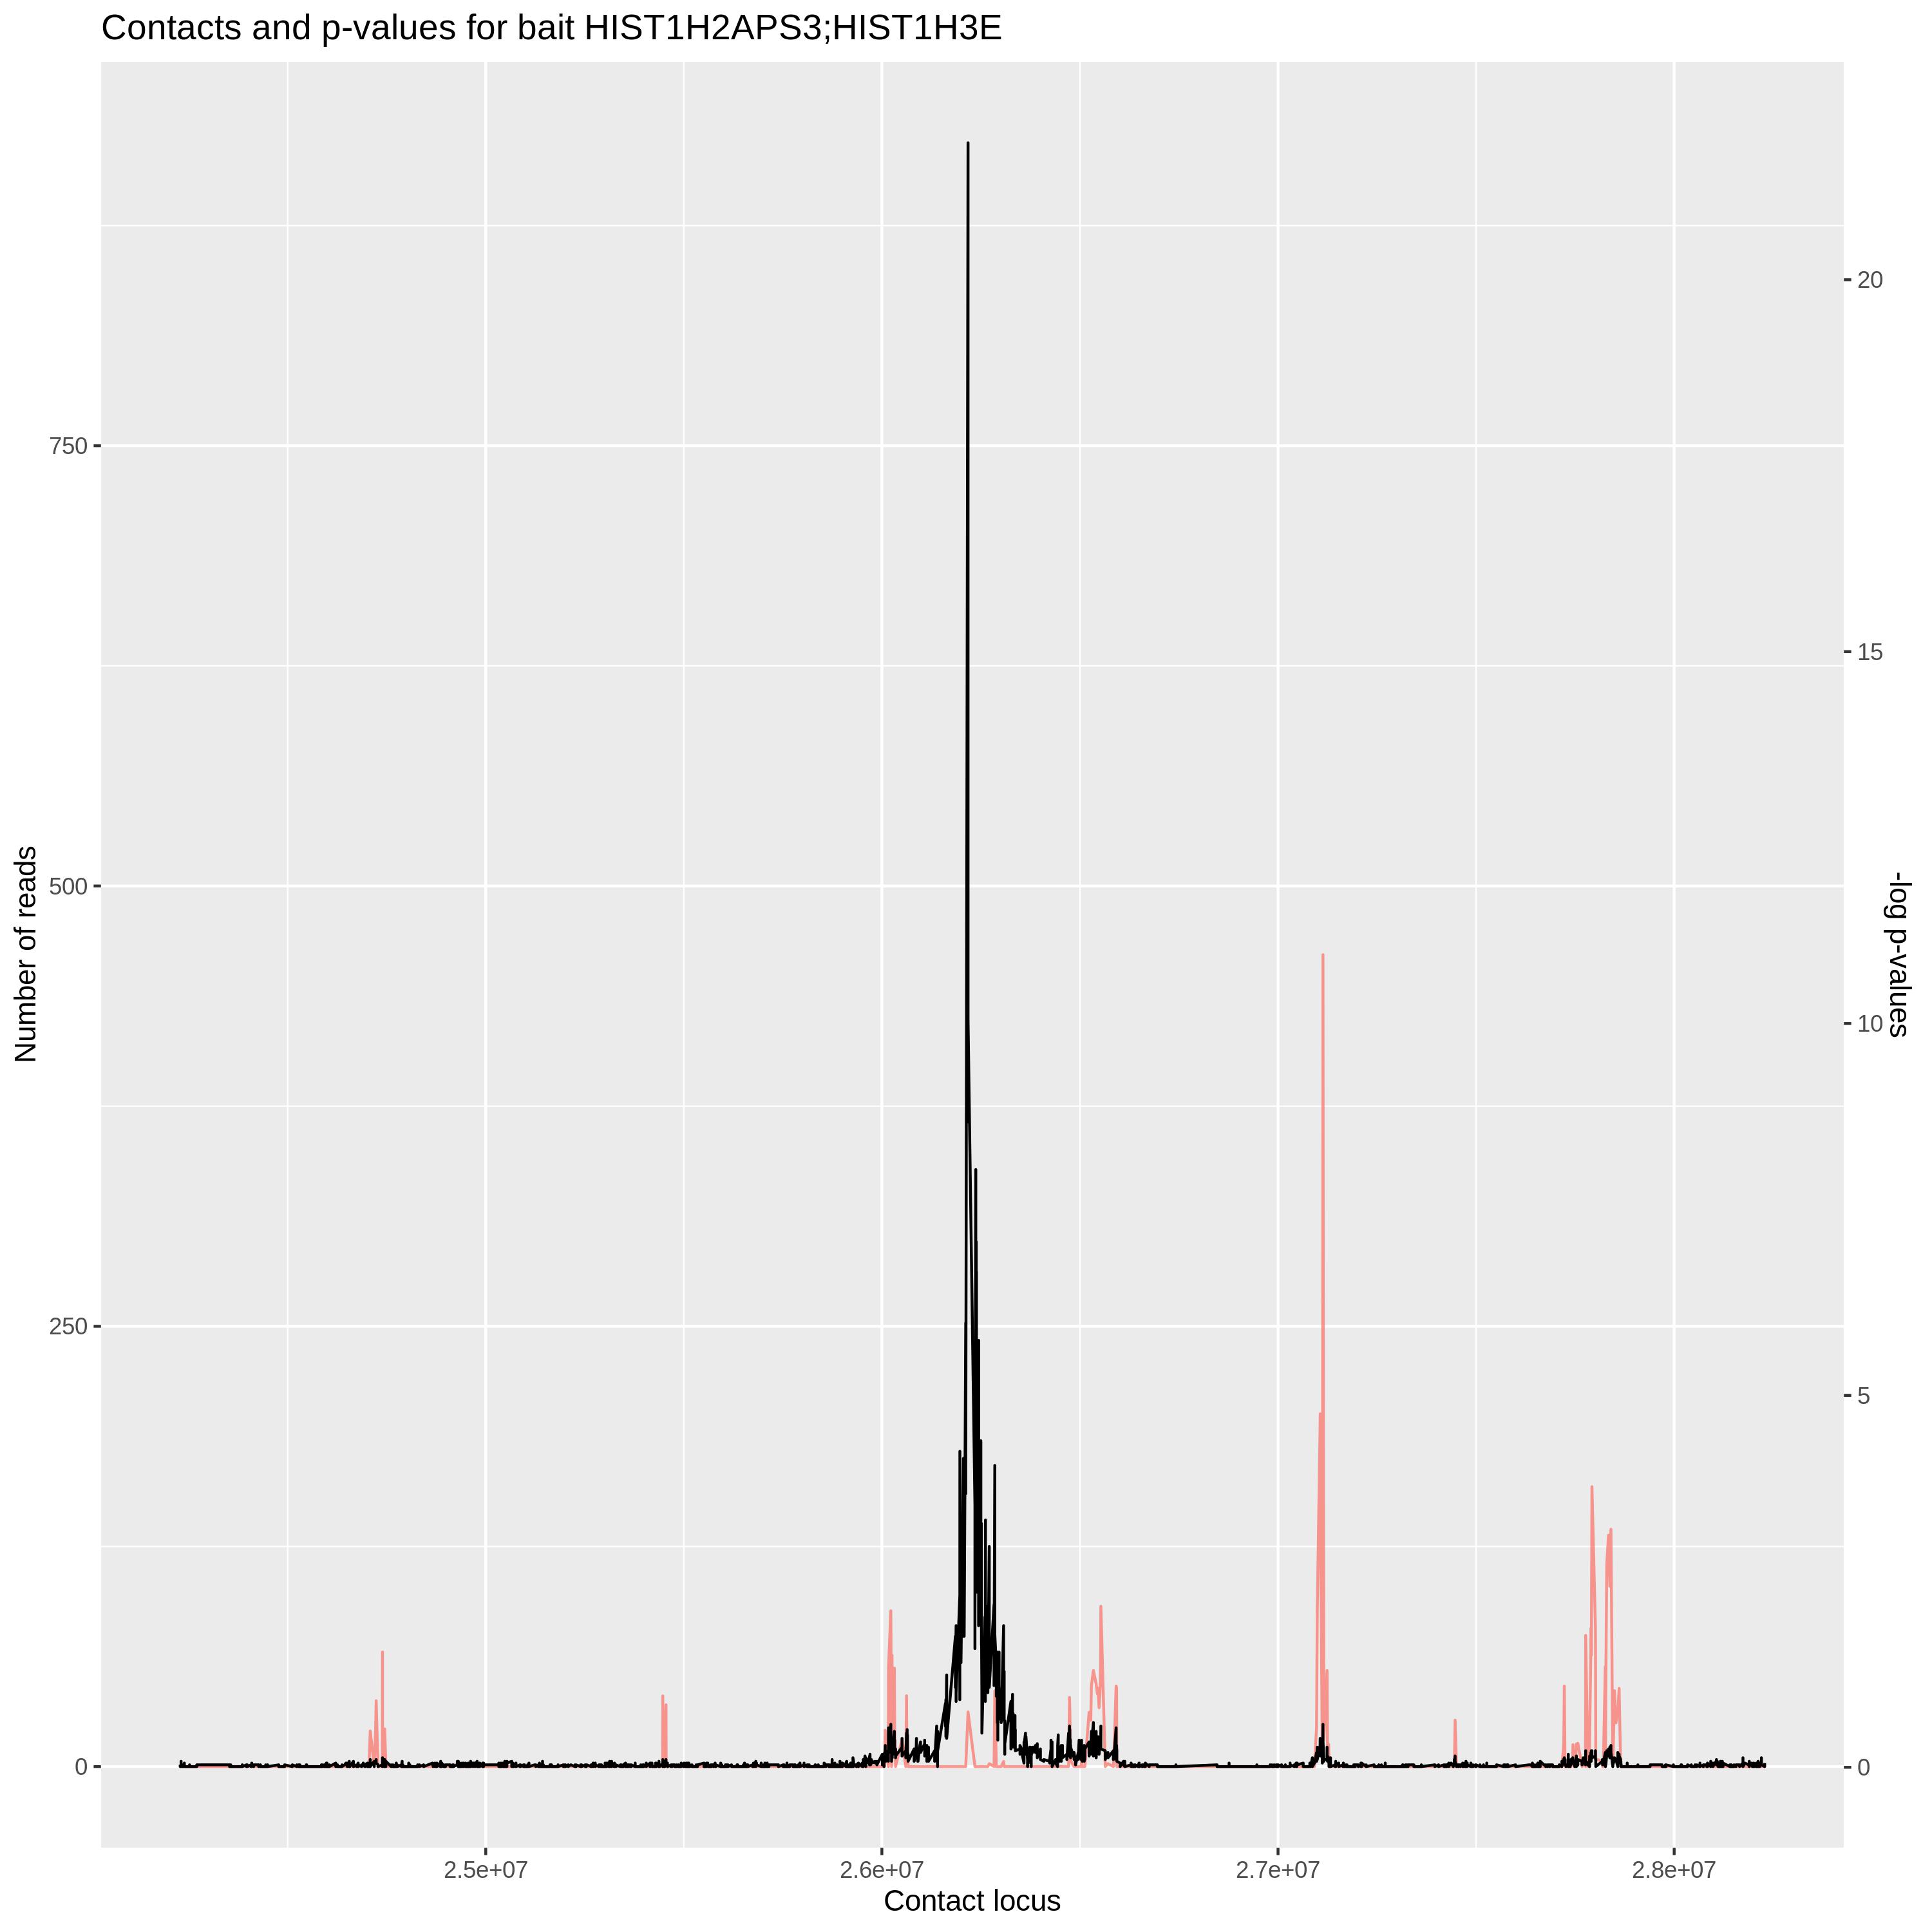 Contacts and p-values for bait HIST1H2APS3;HIST1H3E
Number of reads
750
500
250
0
20
15
10
5
0
-log p-values
2.5e+07
2.6e+07
2.7e+07
2.8e+07
Contact locus